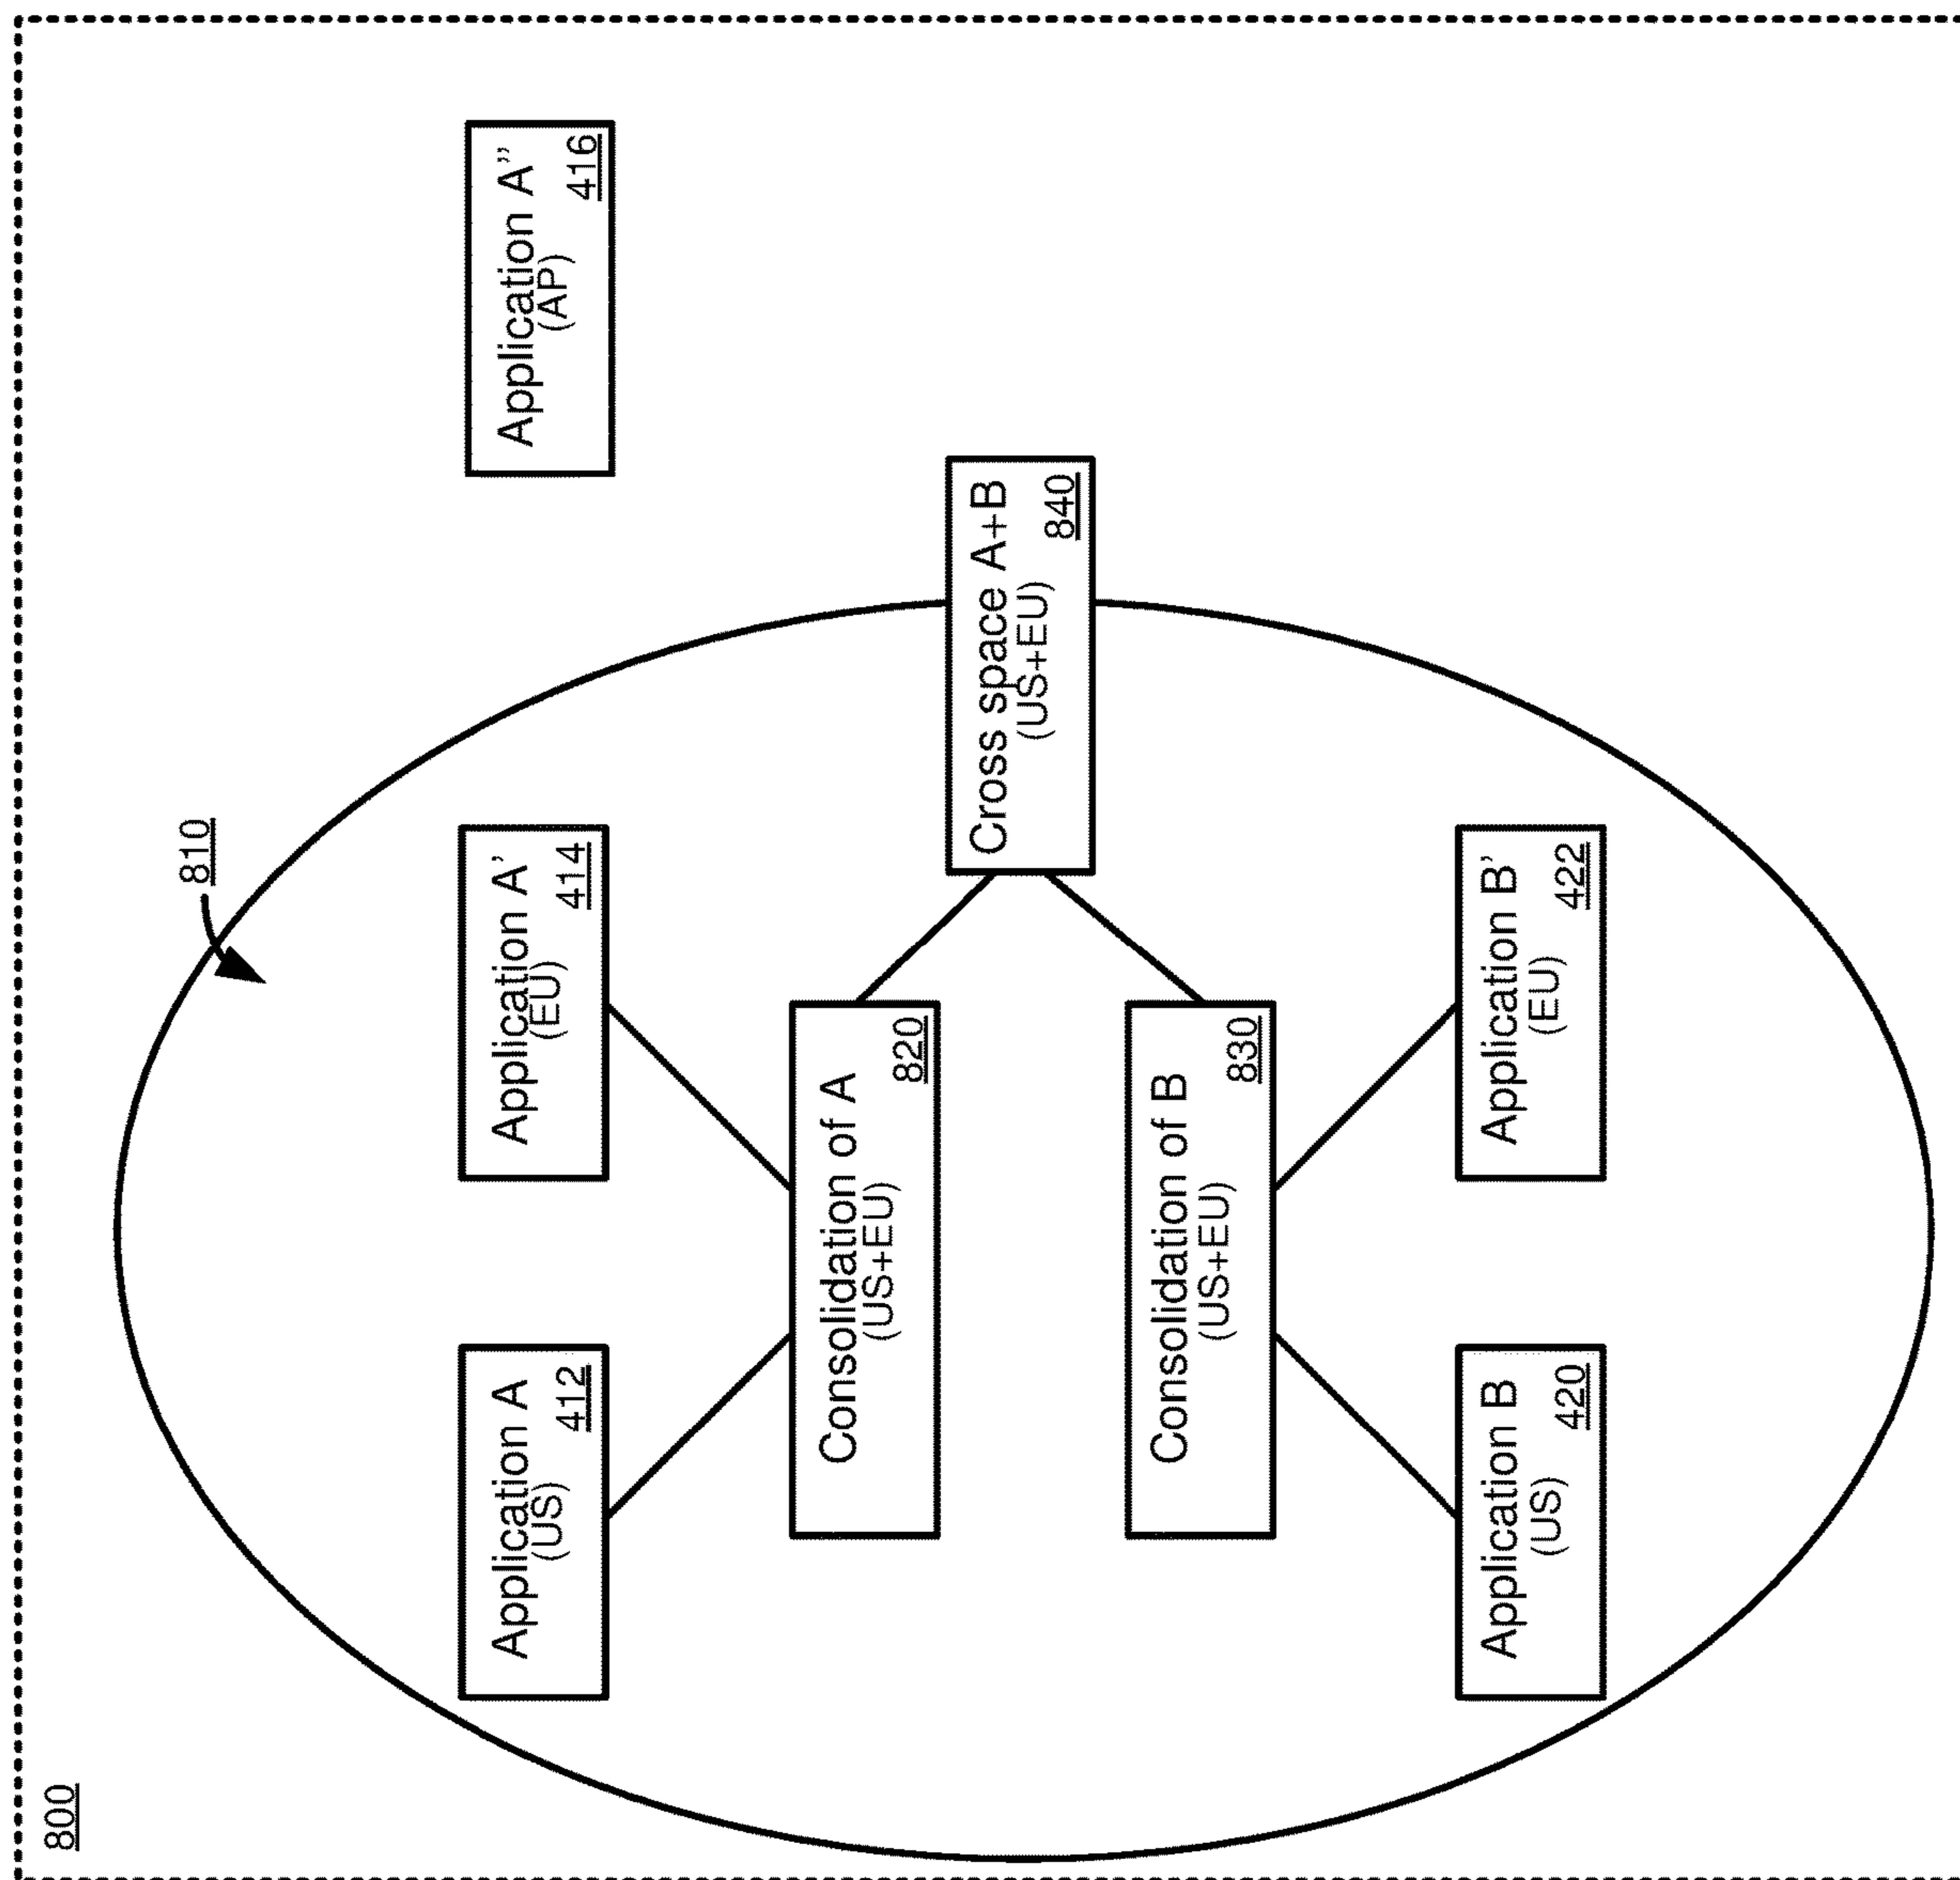 800
810
Application A
(US)
412
Application A'
(EU)
414
Application A"
(AP)
416
Consolidation of A
(US+EU)
820
Cross space A+B
(US+EU)
840
Consolidation of B
(US+EU)
830
Application B
(US)
420
Application B'
(EU)
422